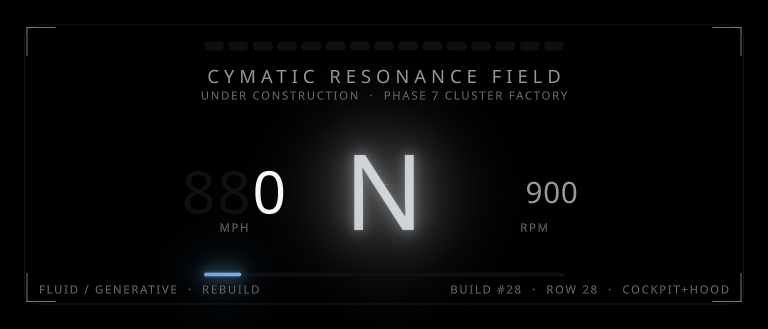 CYMATIC RESONANCE FIELD
UNDER CONSTRUCTION · PHASE 7 CLUSTER FACTORY
880 N 900
MPH RPM
FLUID / GENERATIVE · REBUILD BUILD #28 · ROW 28 · COCKPIT+HOOD